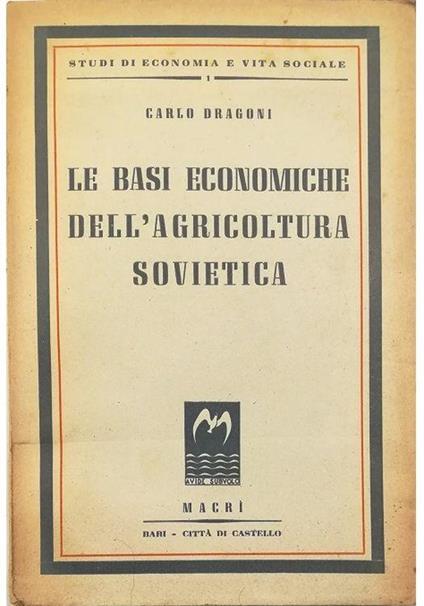 STUDI DI ECONOMIA E VITA SOCIALE
1
CARLO DRAGONI
LE BASI ECONOMICHE
DELL'AGRICOLTURA
SOVIETICA
AVIDE SUBVOLO
MACRÌ
BARI - CITTÀ DI CASTELLO